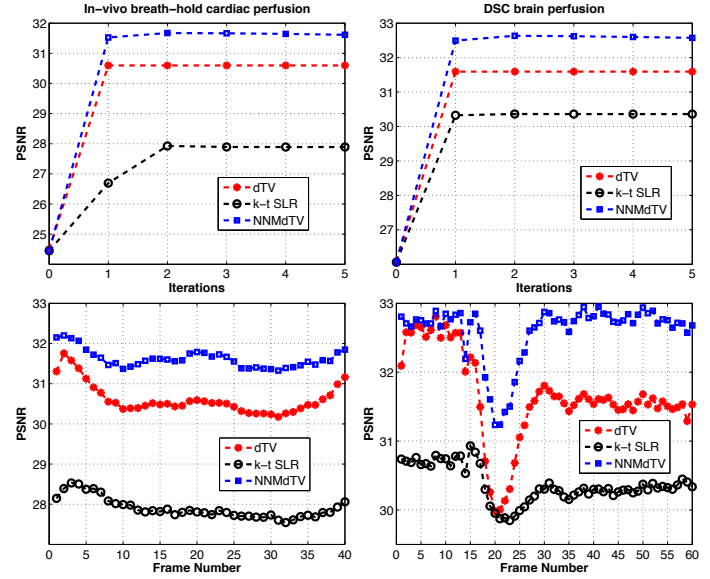 In−vivo breath−hold cardiac perfusion
DSC brain perfusion
32
31
30
29
28
27
26
25
PSNR
0
1
2
3
4
5
Iterations
dTV
k−t SLR
NNMdTV
33
32
31
30
29
28
27
PSNR
0
1
2
3
4
5
Iterations
dTV
k−t SLR
NNMdTV
33
32
31
30
29
28
27
PSNR
0
5
10
15
20
25
30
35
40
Frame Number
dTV
k−t SLR
NNMdTV
33
32
31
30
PSNR
0
5
10
15
20
25
30
35
40
45
50
55
60
Frame Number
dTV
k−t SLR
NNMdTV